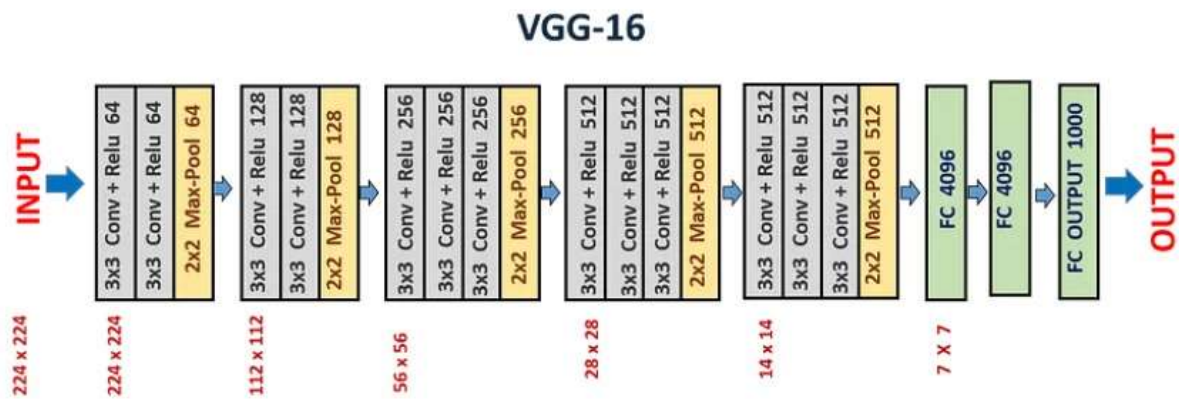 VGG-16
INPUT
3x3 Conv + Relu 64
3x3 Conv + Relu 64
2x2 Max-Pool 64
3x3 Conv + Relu 128
3x3 Conv + Relu 128
2x2 Max-Pool 128
3x3 Conv + Relu 256
3x3 Conv + Relu 256
3x3 Conv + Relu 256
2x2 Max-Pool 256
3x3 Conv + Relu 512
3x3 Conv + Relu 512
3x3 Conv + Relu 512
2x2 Max-Pool 512
3x3 Conv + Relu 512
3x3 Conv + Relu 512
3x3 Conv + Relu 512
2x2 Max-Pool 512
FC 4096
FC 4096
FC OUTPUT 1000
OUTPUT
224 x 224
224 x 224
112 x 112
56 x 56
28 x 28
14 x 14
7 X 7